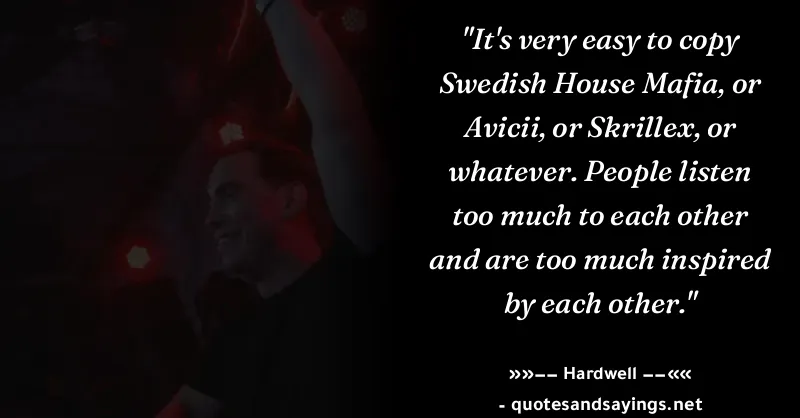 "It's very easy to copy
Swedish House Mafia, or
Avicii, or Skrillex, or
whatever. People listen
too much to each other
and are too much inspired
by each other."
»»−− Hardwell −−««
- quotesandsayings.net